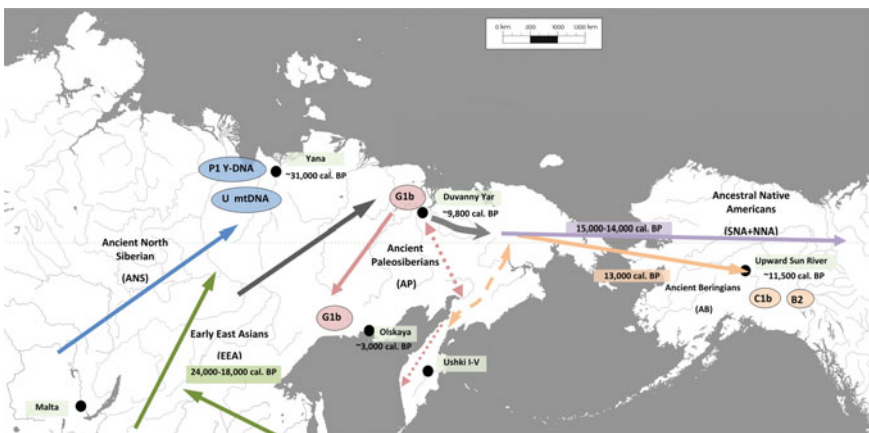 0 km 300 600 1200 km
P1 Y-DNA
U mtDNA
Yana
~31,000 cal. BP
G1b
Duvanny Yar
~9,800 cal. BP
Ancestral Native
Americans
(SNA+NNA)
15,000-14,000 cal. BP
Ancient North
Siberian
(ANS)
Ancient
Paleosiberians
(AP)
13,000 cal. BP
Upward Sun River
~11,500 cal. BP
Ancient Beringians
(AB)
C1b
B2
G1b
Olskaya
~3,000 cal. BP
Early East Asians
(EEA)
24,000-18,000 cal. BP
Ushki I-V
Malta